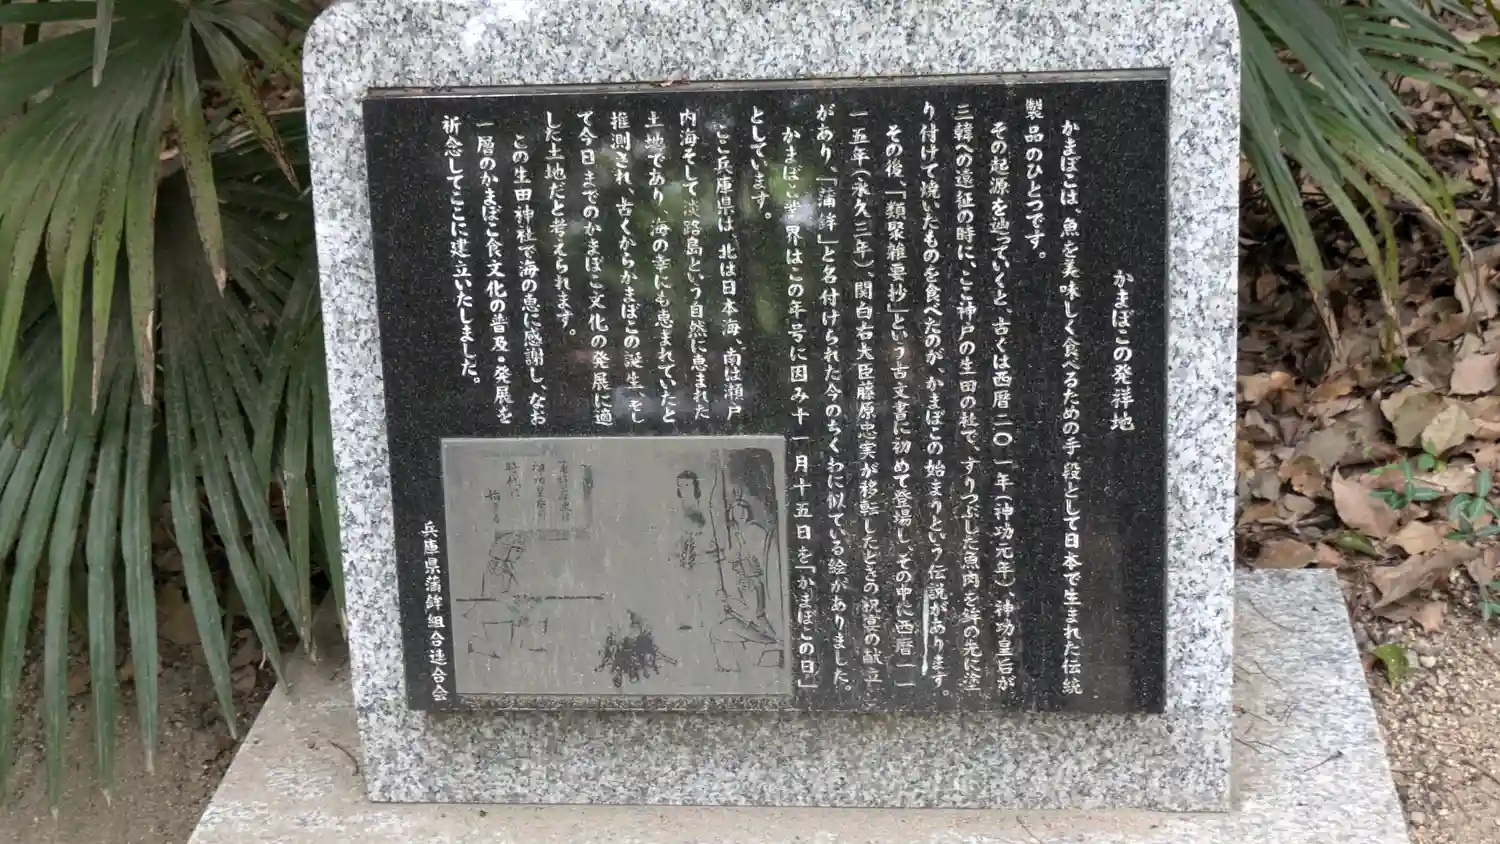 かまぼこの発祥地
かまぼこは、魚を美味しく食べるための手段として日本で生まれた伝統
製品のひとつです。
その起源を辿っていくと、古くは西暦二〇一年(神功元年)、神功皇后が
三韓への遠征の時に、ここ神戸の生田の社で、すりつぶした魚肉を鉾の先に塗
り付けて焼いたものを食べたのが、かまぼこの始まりという伝説があります。
その後、「類聚雑要抄」という古文書に初めて登場し、その中に西暦一一
一五年(永久三年)、関白右大臣藤原忠実が移転したときの祝宴の献立
があり、「蒲鉾」と名付けられた今のちくわに似ている絵がありました。
かまぼこ業界はこの年号に因み十一月十五日を「かまぼこの日」
としています。
ここ兵庫県は、北は日本海、南は瀬戸
内海そして淡路島という自然に恵まれた
土地であり、海の幸にも恵まれていたと
推測され、古くからかまぼこの誕生、そし
て今日までのかまぼこ文化の発展に適
した土地だと考えられます。
この生田神社で海の恵に感謝し、なお
一層のかまぼこ食文化の普及・発展を
祈念してここに建立いたしました。
兵庫県蒲鉾組合連合会
神功皇后の
時代に
始まる